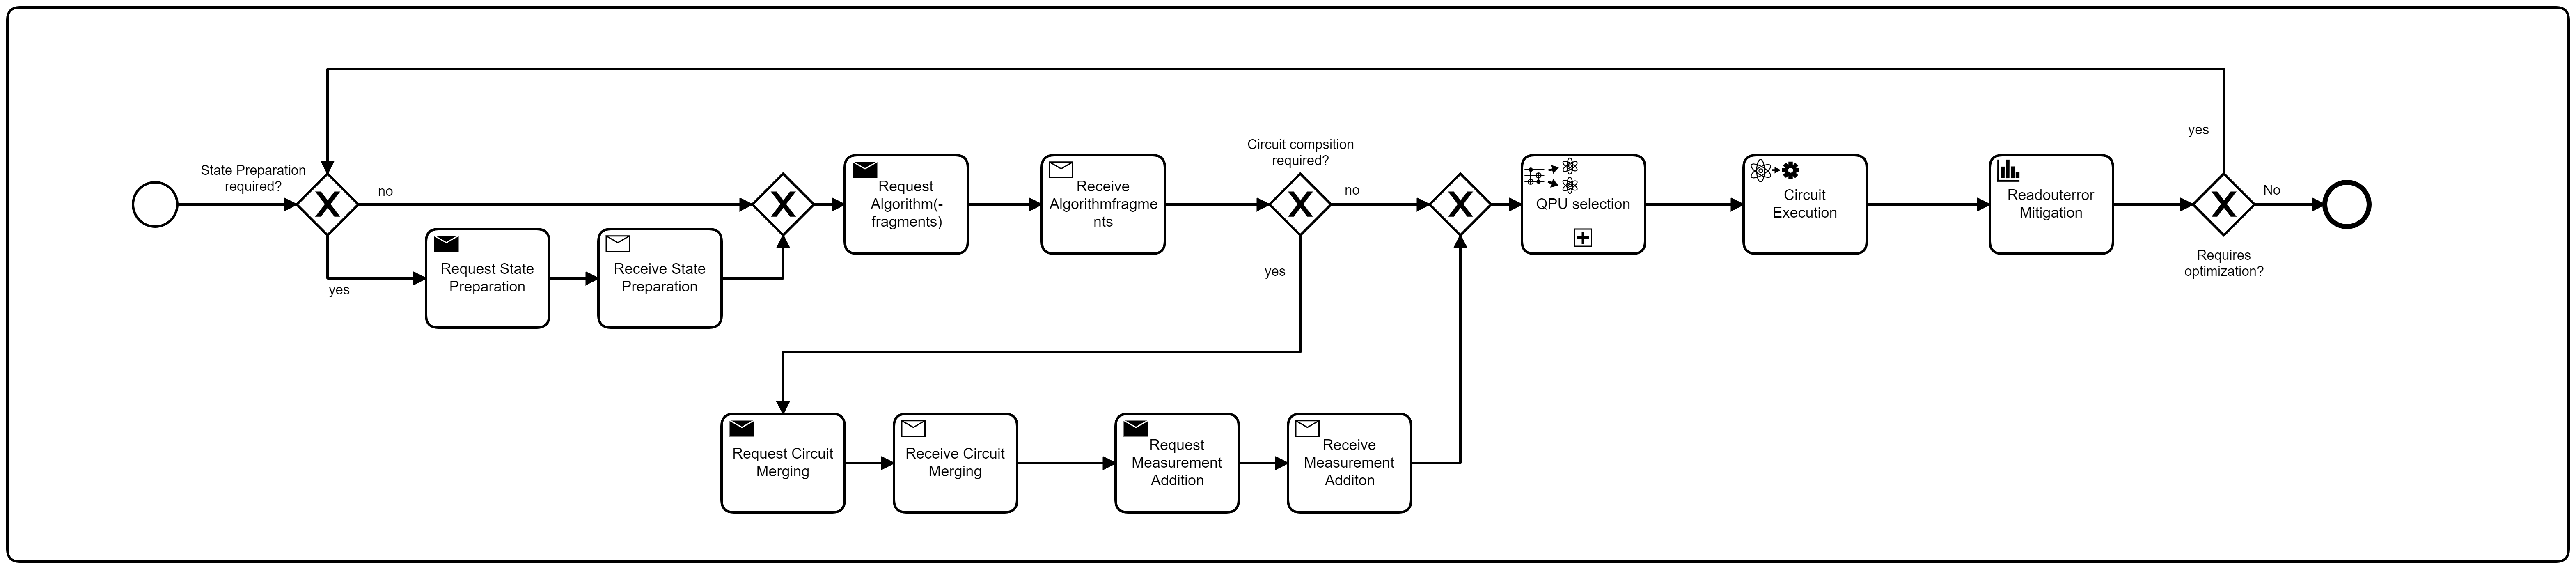 State Preparation
required?
no
yes
Request State
Preparation
Receive State
Preparation
Request
Algorithm(-
fragments)
Receive
Algorithmfragme
nts
Circuit compsition
required?
no
yes
Request Circuit
Merging
Receive Circuit
Merging
Request
Measurement
Addition
Receive
Measurement
Additon
QPU selection
Circuit
Execution
Readouterror
Mitigation
yes
No
Requires
optimization?